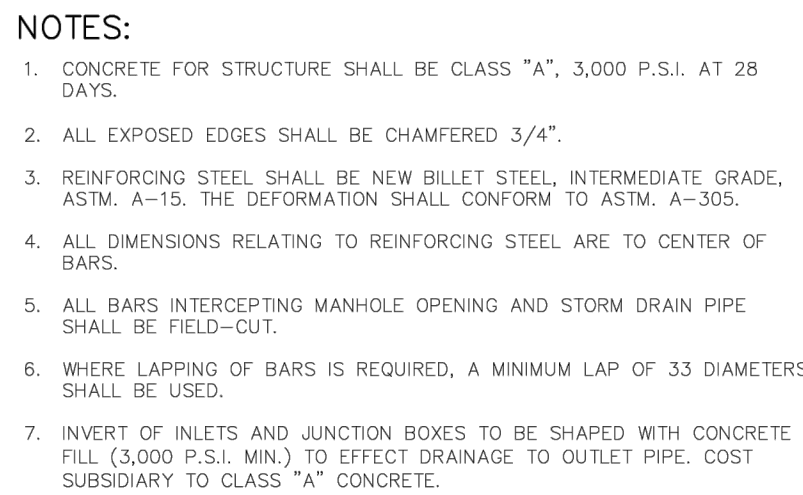 NOTES:
1. CONCRETE FOR STRUCTURE SHALL BE CLASS "A", 3,000 P.S.I. AT 28
DAYS.
2. ALL EXPOSED EDGES SHALL BE CHAMFERED 3/4".
3. REINFORCING STEEL SHALL BE NEW BILLET STEEL, INTERMEDIATE GRADE,
ASTM. A-15. THE DEFORMATION SHALL CONFORM TO ASTM. A-305.
4. ALL DIMENSIONS RELATING TO REINFORCING STEEL ARE TO CENTER OF
BARS.
5. ALL BARS INTERCEPTING MANHOLE OPENING AND STORM DRAIN PIPE
SHALL BE FIELD-CUT.
6. WHERE LAPPING OF BARS IS REQUIRED, A MINIMUM LAP OF 33 DIAMETERS
SHALL BE USED.
7. INVERT OF INLETS AND JUNCTION BOXES TO BE SHAPED WITH CONCRETE
FILL (3,000 P.S.I. MIN.) TO EFFECT DRAINAGE TO OUTLET PIPE. COST
SUBSIDIARY TO CLASS "A" CONCRETE.